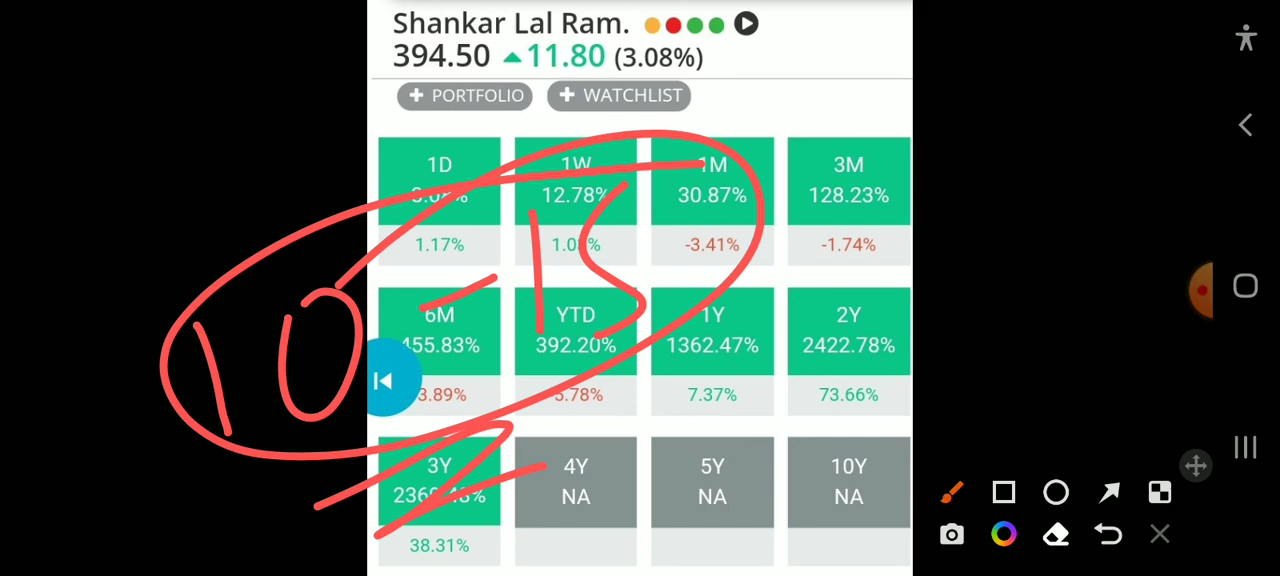 Shankar Lal Ram.
394.50 ▲11.80 (3.08%)
+ PORTFOLIO + WATCHLIST
1D 1W 1M 3M
12.78% 30.87% 128.23%
1.17% -3.41% -1.74%
10 - 15
6M YTD 1Y 2Y
455.83% 392.20% 1362.47% 2422.78%
3.89% 5.78% 7.37% 73.66%
3Y 4Y 5Y 10Y
NA NA NA
38.31%